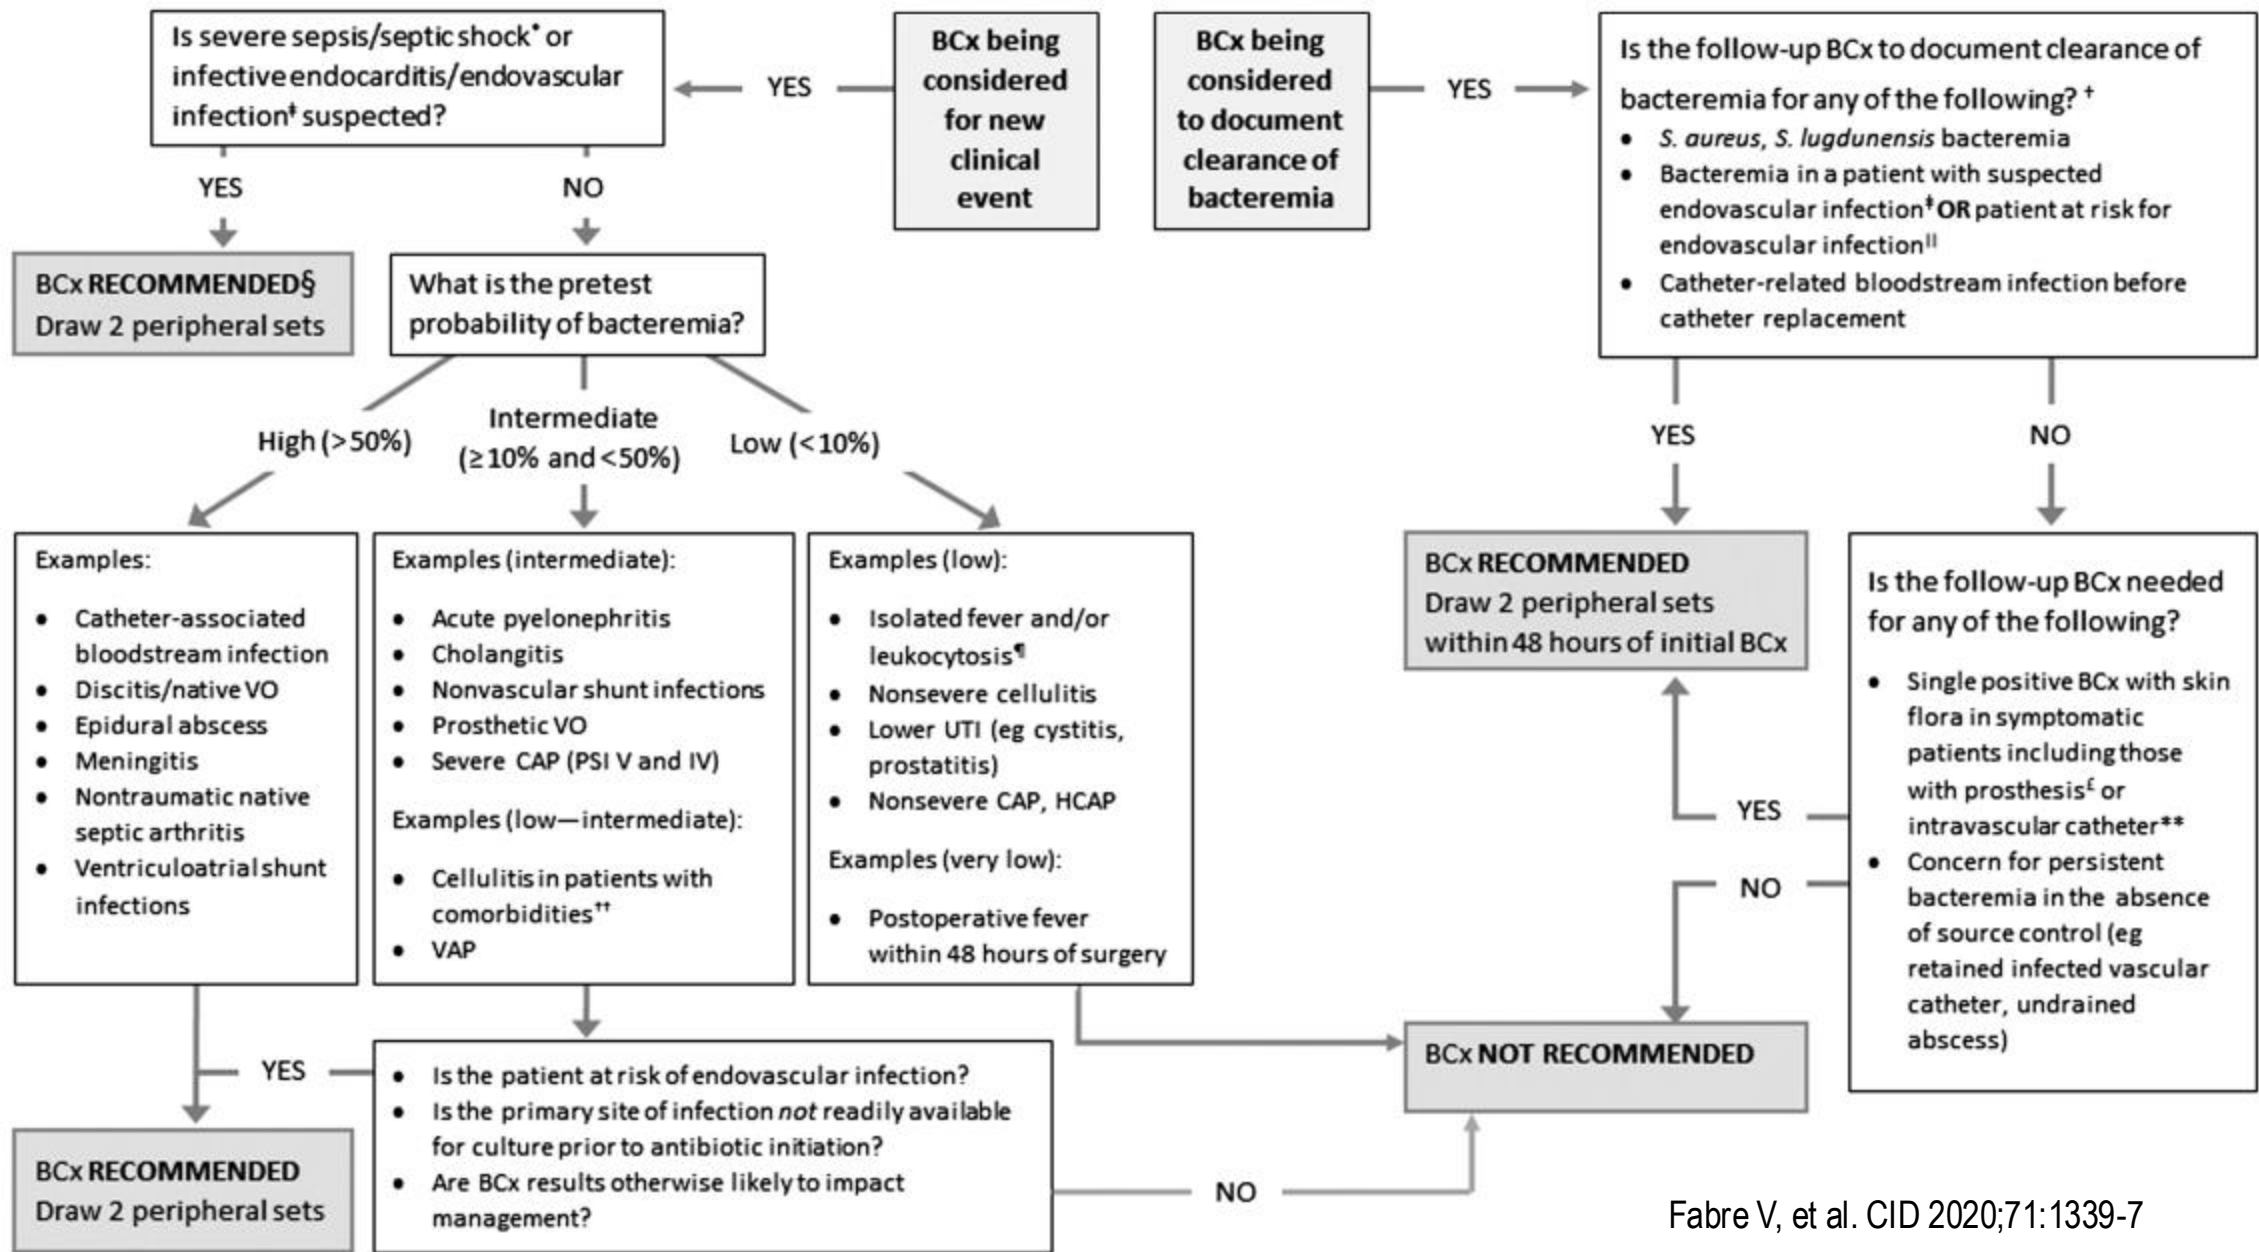 Is severe sepsis/septic shock* or
infective endocarditis/endovascular
infection‡ suspected?
YES
BCx being
considered
for new
clinical
event
BCx being
considered
to document
clearance of
bacteremia
YES
Is the follow-up BCx to document clearance of
bacteremia for any of the following? †
• S. aureus, S. lugdunensis bacteremia
• Bacteremia in a patient with suspected
endovascular infection‡ OR patient at risk for
endovascular infection||
• Catheter-related bloodstream infection before
catheter replacement
YES
NO
BCx RECOMMENDED§
Draw 2 peripheral sets
What is the pretest
probability of bacteremia?
High (>50%)
Intermediate
(≥10% and <50%)
Low (<10%)
YES
NO
Examples:
• Catheter-associated
bloodstream infection
• Discitis/native VO
• Epidural abscess
• Meningitis
• Nontraumatic native
septic arthritis
• Ventriculoatrial shunt
infections
Examples (intermediate):
• Acute pyelonephritis
• Cholangitis
• Nonvascular shunt infections
• Prosthetic VO
• Severe CAP (PSI V and IV)
Examples (low—intermediate):
• Cellulitis in patients with
comorbidities††
• VAP
Examples (low):
• Isolated fever and/or
leukocytosis¶
• Nonsevere cellulitis
• Lower UTI (eg cystitis,
prostatitis)
• Nonsevere CAP, HCAP
Examples (very low):
• Postoperative fever
within 48 hours of surgery
BCx RECOMMENDED
Draw 2 peripheral sets
within 48 hours of initial BCx
Is the follow-up BCx needed
for any of the following?
• Single positive BCx with skin
flora in symptomatic
patients including those
with prosthesis£ or
intravascular catheter**
• Concern for persistent
bacteremia in the absence
of source control (eg
retained infected vascular
catheter, undrained
abscess)
YES
NO
YES
• Is the patient at risk of endovascular infection?
• Is the primary site of infection not readily available
for culture prior to antibiotic initiation?
• Are BCx results otherwise likely to impact
management?
BCx NOT RECOMMENDED
BCx RECOMMENDED
Draw 2 peripheral sets
NO
Fabre V, et al. CID 2020;71:1339-7